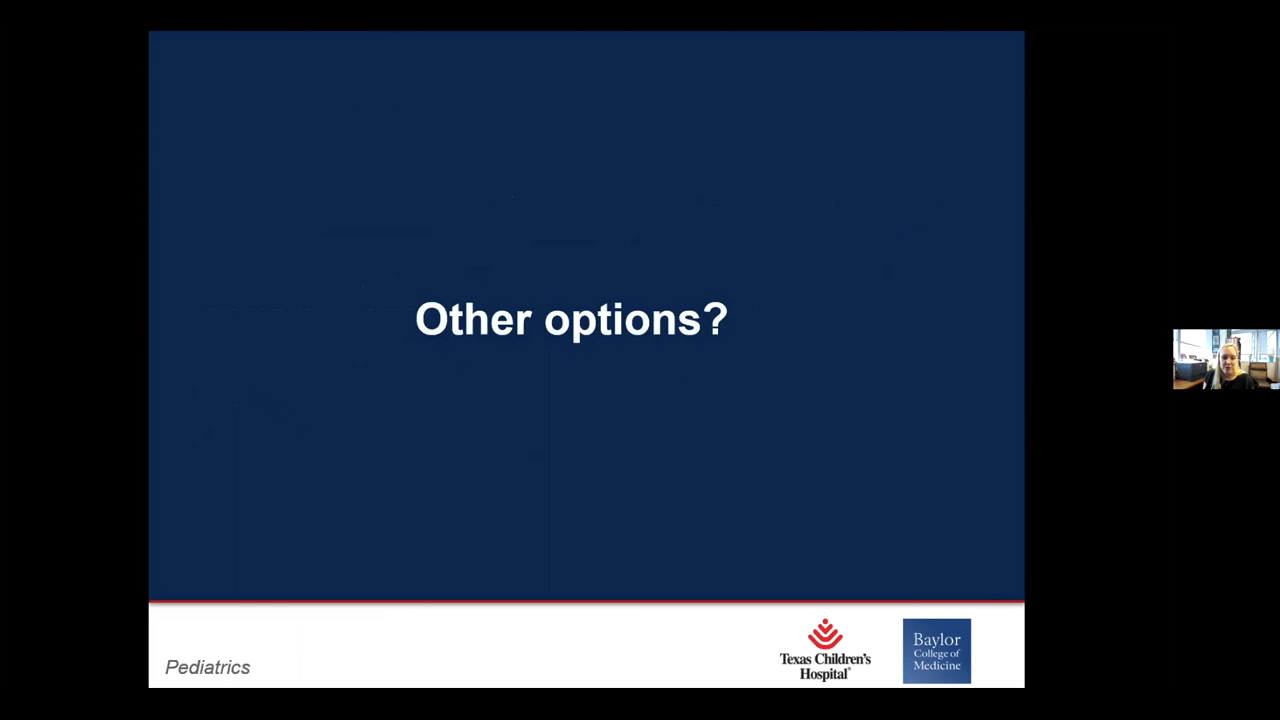 Other options?
Pediatrics
Texas Children's
Hospital®
Baylor
College of
Medicine